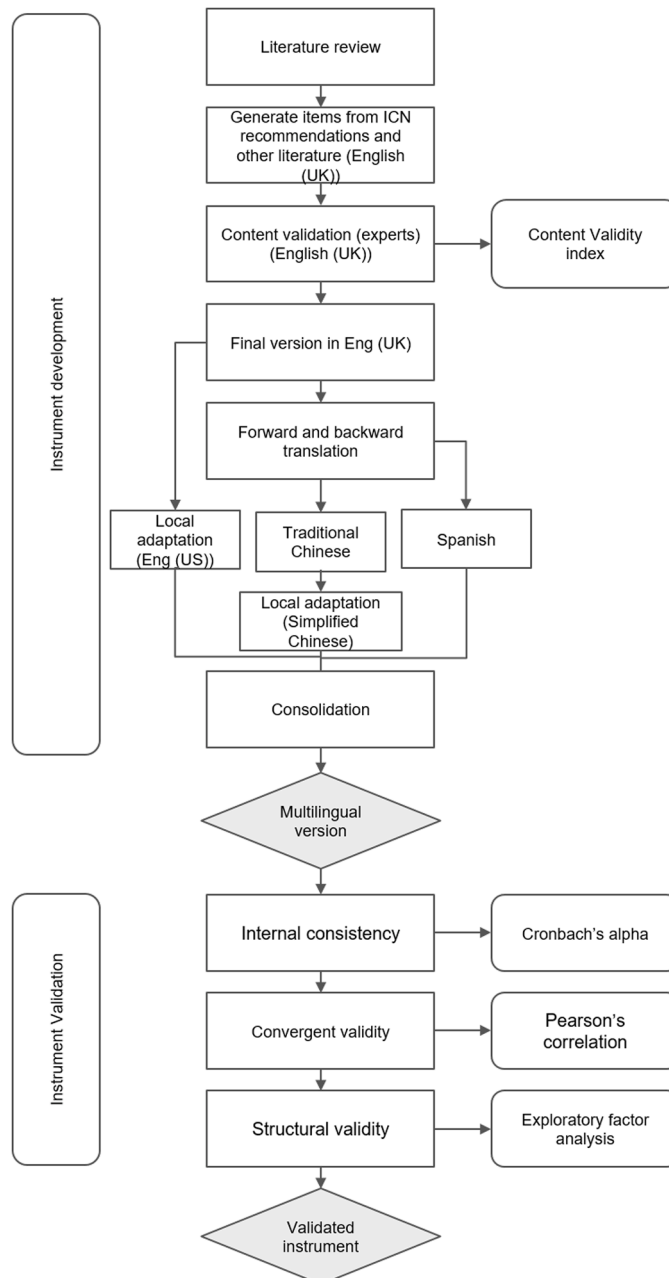 Literature review
Generate items from ICN
recommendations and
other literature (English
(UK))
Content validation (experts)
(English (UK))
Content Validity
index
Instrument development
Final version in Eng (UK)
Forward and backward
translation
Local
adaptation
(Eng (US))
Traditional
Chinese
Spanish
Local adaptation
(Simplified
Chinese)
Consolidation
Multilingual
version
Instrument Validation
Internal consistency
Cronbach’s alpha
Convergent validity
Pearson’s
correlation
Structural validity
Exploratory factor
analysis
Validated
instrument